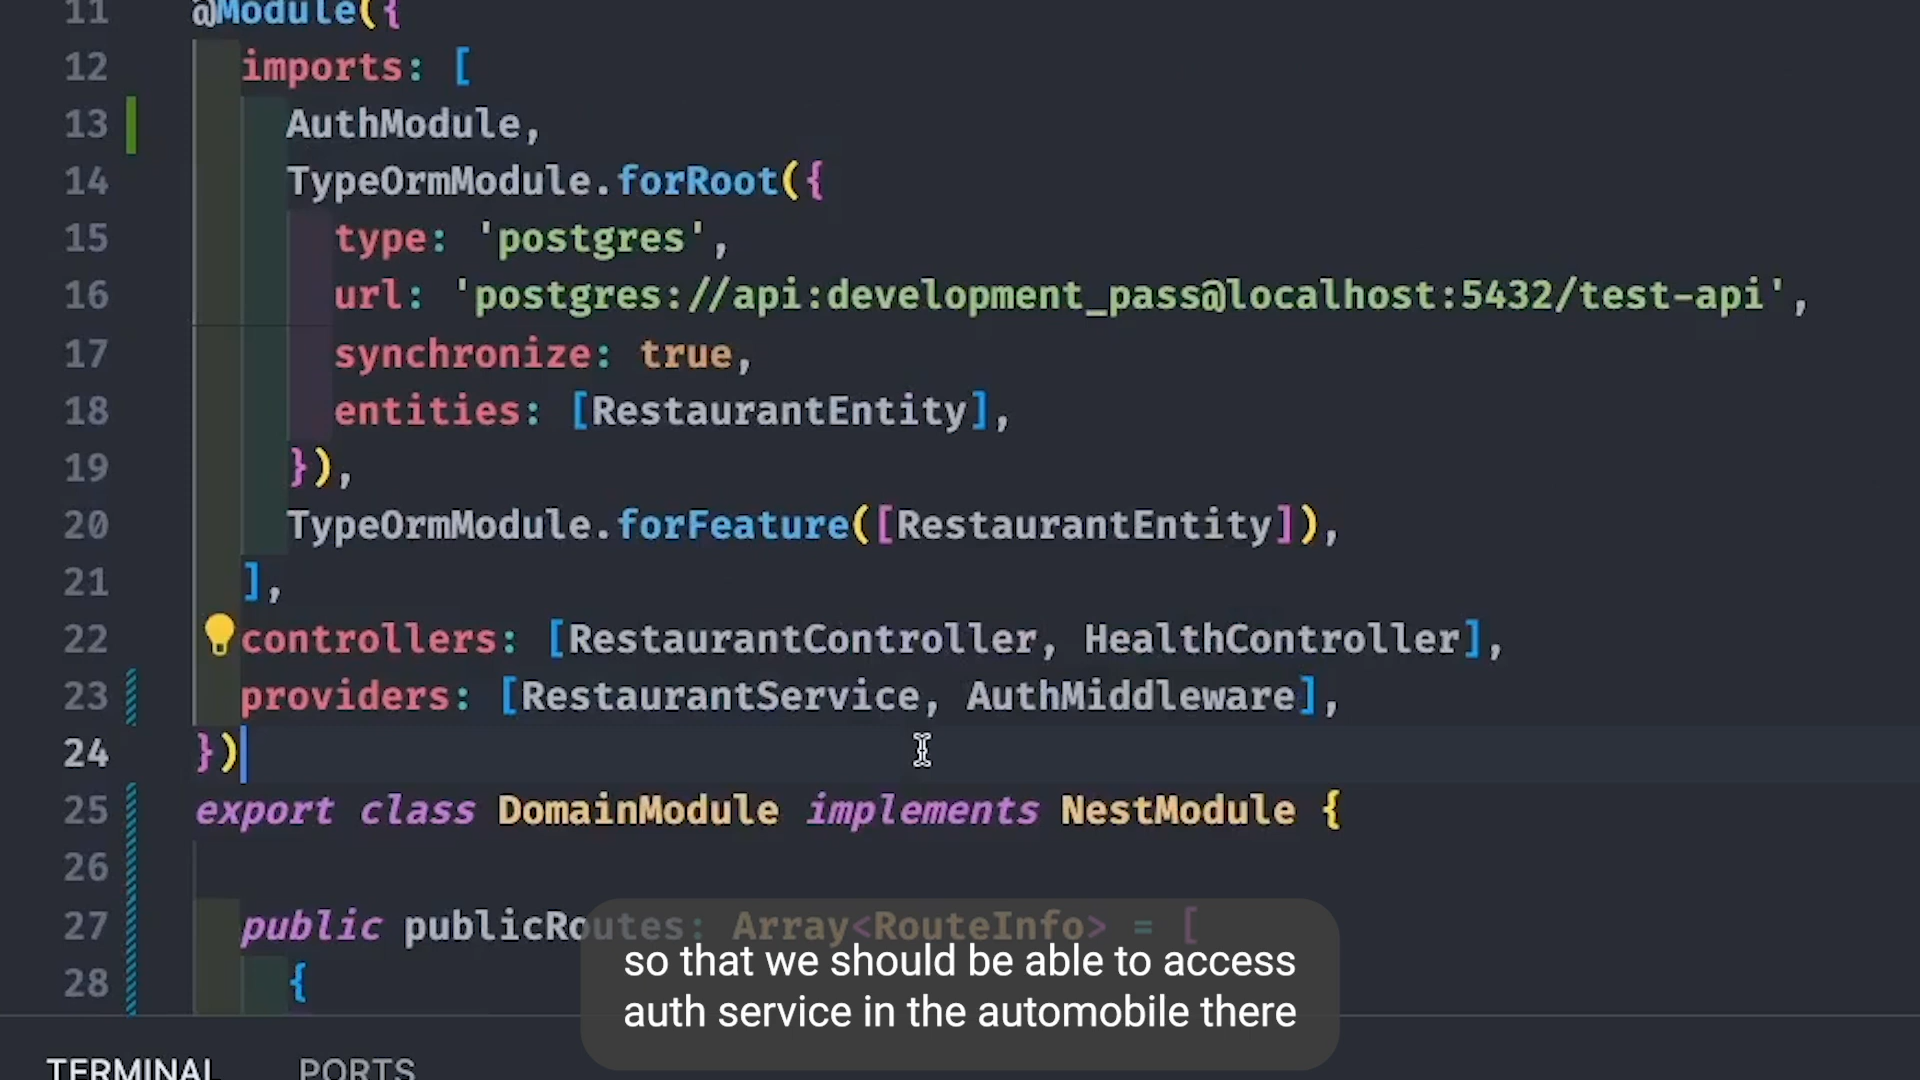 11 @Module({
12 imports: [
13 AuthModule,
14 TypeOrmModule.forRoot({
15 type: 'postgres',
16 url: 'postgres://api:development_pass@localhost:5432/test-api',
17 synchronize: true,
18 entities: [RestaurantEntity],
19 }),
20 TypeOrmModule.forFeature([RestaurantEntity]),
21 ],
22 controllers: [RestaurantController, HealthController],
23 providers: [RestaurantService, AuthMiddleware],
24 })
25 export class DomainModule implements NestModule {
26
27 public publicRoutes: Array<RouteInfo> = [
28 {
so that we should be able to access
auth service in the automobile there
TERMINAL PORTS